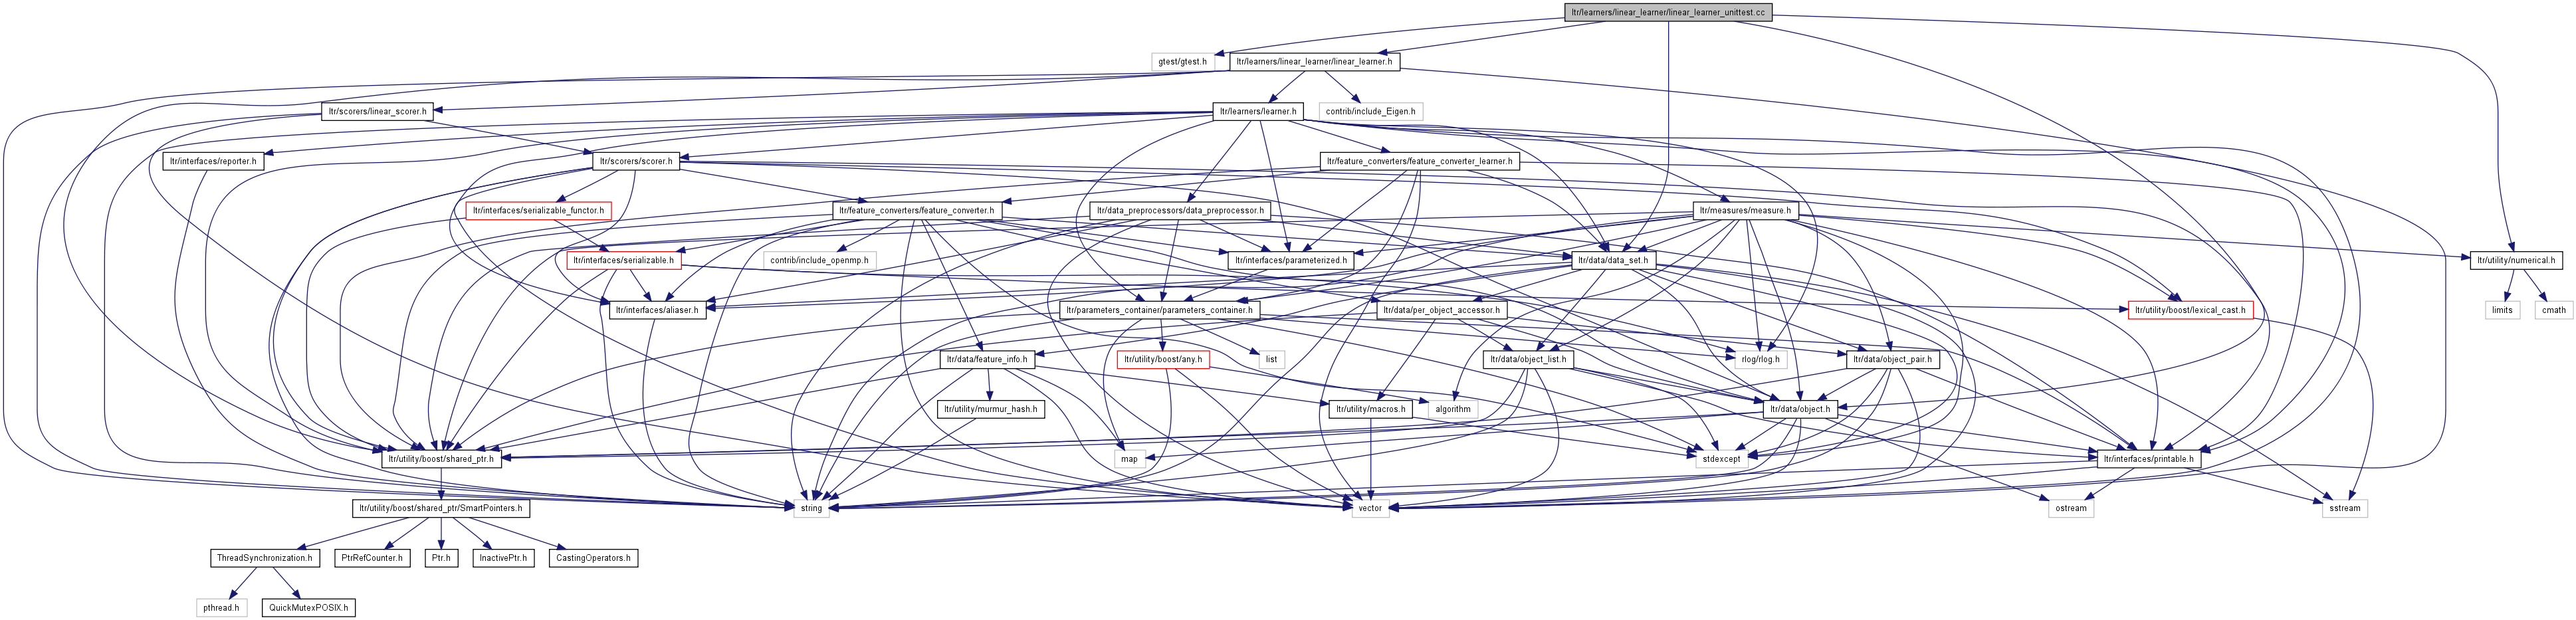 ltr/learners/linear_learner/linear_learner_unittest.cc
gtest/gtest.h
ltr/learners/linear_learner/linear_learner.h
ltr/scorers/linear_scorer.h
ltr/learners/learner.h
contrib/include_Eigen.h
ltr/interfaces/reporter.h
ltr/scorers/scorer.h
ltr/feature_converters/feature_converter_learner.h
ltr/interfaces/serializable_functor.h
ltr/feature_converters/feature_converter.h
ltr/data_preprocessors/data_preprocessor.h
ltr/measures/measure.h
ltr/interfaces/serializable.h
contrib/include_openmp.h
ltr/interfaces/parameterized.h
ltr/data/data_set.h
ltr/utility/numerical.h
ltr/interfaces/aliaser.h
ltr/parameters_container/parameters_container.h
ltr/data/per_object_accessor.h
ltr/utility/boost/lexical_cast.h
limits
cmath
ltr/data/feature_info.h
ltr/utility/boost/any.h
list
ltr/data/object_list.h
rlog/rlog.h
ltr/data/object_pair.h
ltr/utility/murmur_hash.h
ltr/utility/macros.h
algorithm
ltr/data/object.h
ltr/utility/boost/shared_ptr.h
map
stdexcept
ltr/interfaces/printable.h
ltr/utility/boost/shared_ptr/SmartPointers.h
string
vector
ostream
sstream
ThreadSynchronization.h
PtrRefCounter.h
Ptr.h
InactivePtr.h
CastingOperators.h
pthread.h
QuickMutexPOSIX.h